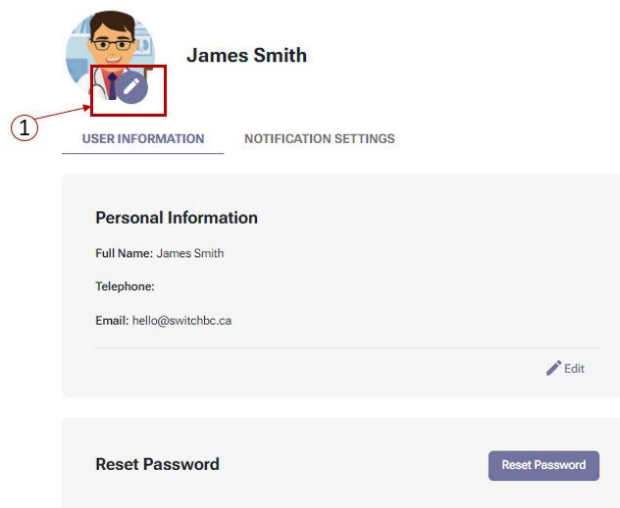 James Smith
1
USER INFORMATION NOTIFICATION SETTINGS
Personal Information
Full Name: James Smith
Telephone:
Email: hello@switchbc.ca
Edit
Reset Password Reset Password